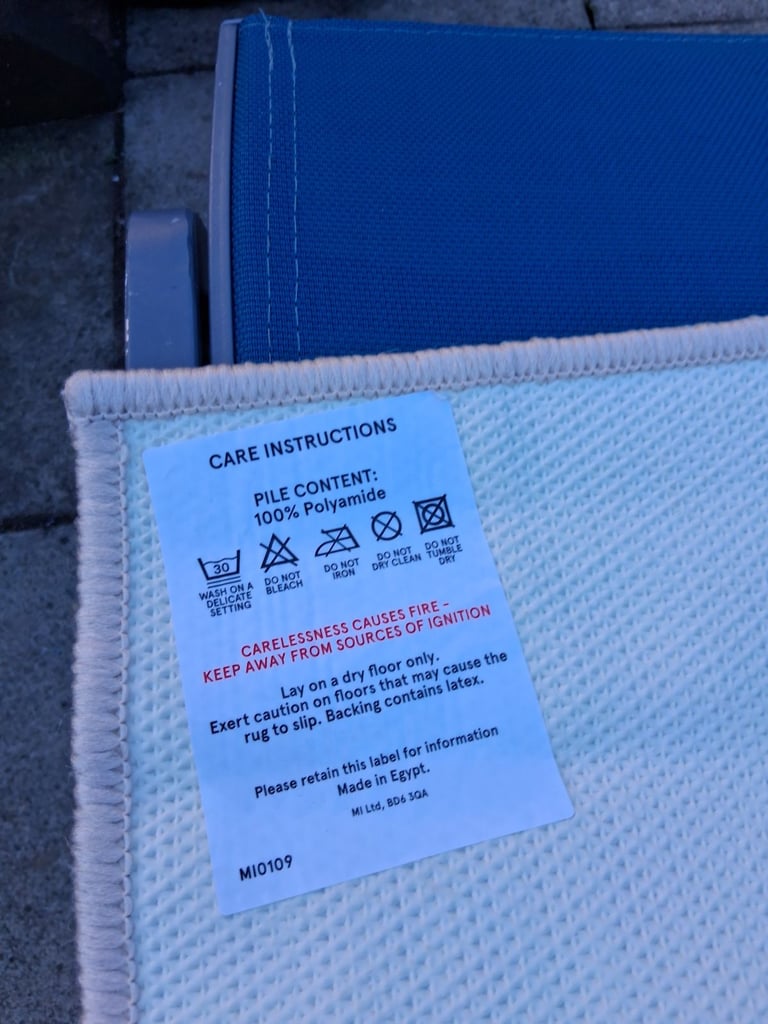 CARE INSTRUCTIONS
PILE CONTENT:
100% Polyamide
30
WASH ON A
DELICATE
SETTING
DO NOT
BLEACH
DO NOT
IRON
DO NOT
DRY CLEAN
DO NOT
TUMBLE
DRY
CARELESSNESS CAUSES FIRE -
KEEP AWAY FROM SOURCES OF IGNITION
Lay on a dry floor only.
Exert caution on floors that may cause the
rug to slip. Backing contains latex.
Please retain this label for information
Made in Egypt.
MI Ltd, BD6 3QA
MI0109